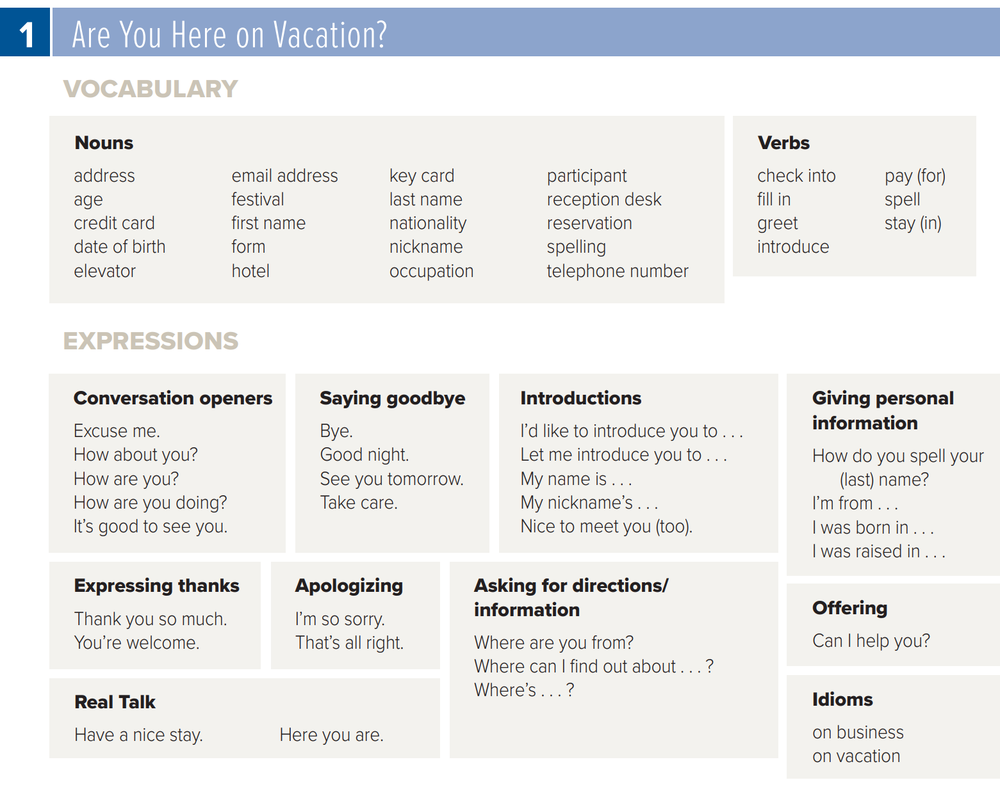 1 Are You Here on Vacation?
VOCABULARY
Nouns
address
age
credit card
date of birth
elevator
email address
festival
first name
form
hotel
key card
last name
nationality
nickname
occupation
participant
reception desk
reservation
spelling
telephone number
Verbs
check into
fill in
greet
introduce
pay (for)
spell
stay (in)
EXPRESSIONS
Conversation openers
Excuse me.
How about you?
How are you?
How are you doing?
It's good to see you.
Saying goodbye
Bye.
Good night.
See you tomorrow.
Take care.
Introductions
I'd like to introduce you to . . .
Let me introduce you to . . .
My name is . . .
My nickname's . . .
Nice to meet you (too).
Giving personal
information
How do you spell your
(last) name?
I'm from . . .
I was born in . . .
I was raised in . . .
Expressing thanks
Thank you so much.
You're welcome.
Apologizing
I'm so sorry.
That's all right.
Asking for directions/
information
Where are you from?
Where can I find out about . . . ?
Where's . . . ?
Offering
Can I help you?
Real Talk
Have a nice stay.
Here you are.
Idioms
on business
on vacation